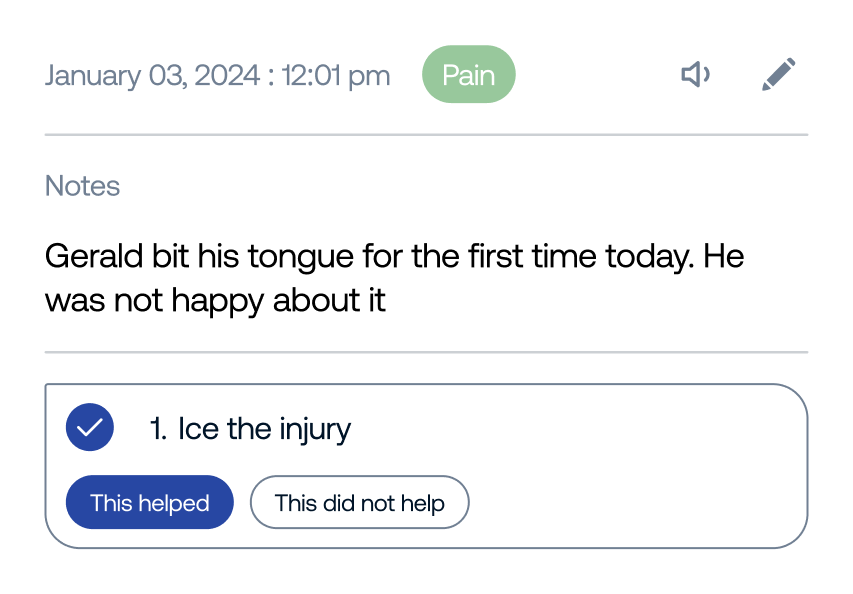 January 03, 2024 : 12:01 pm Pain
Notes
Gerald bit his tongue for the first time today. He
was not happy about it
1. Ice the injury
This helped This did not help